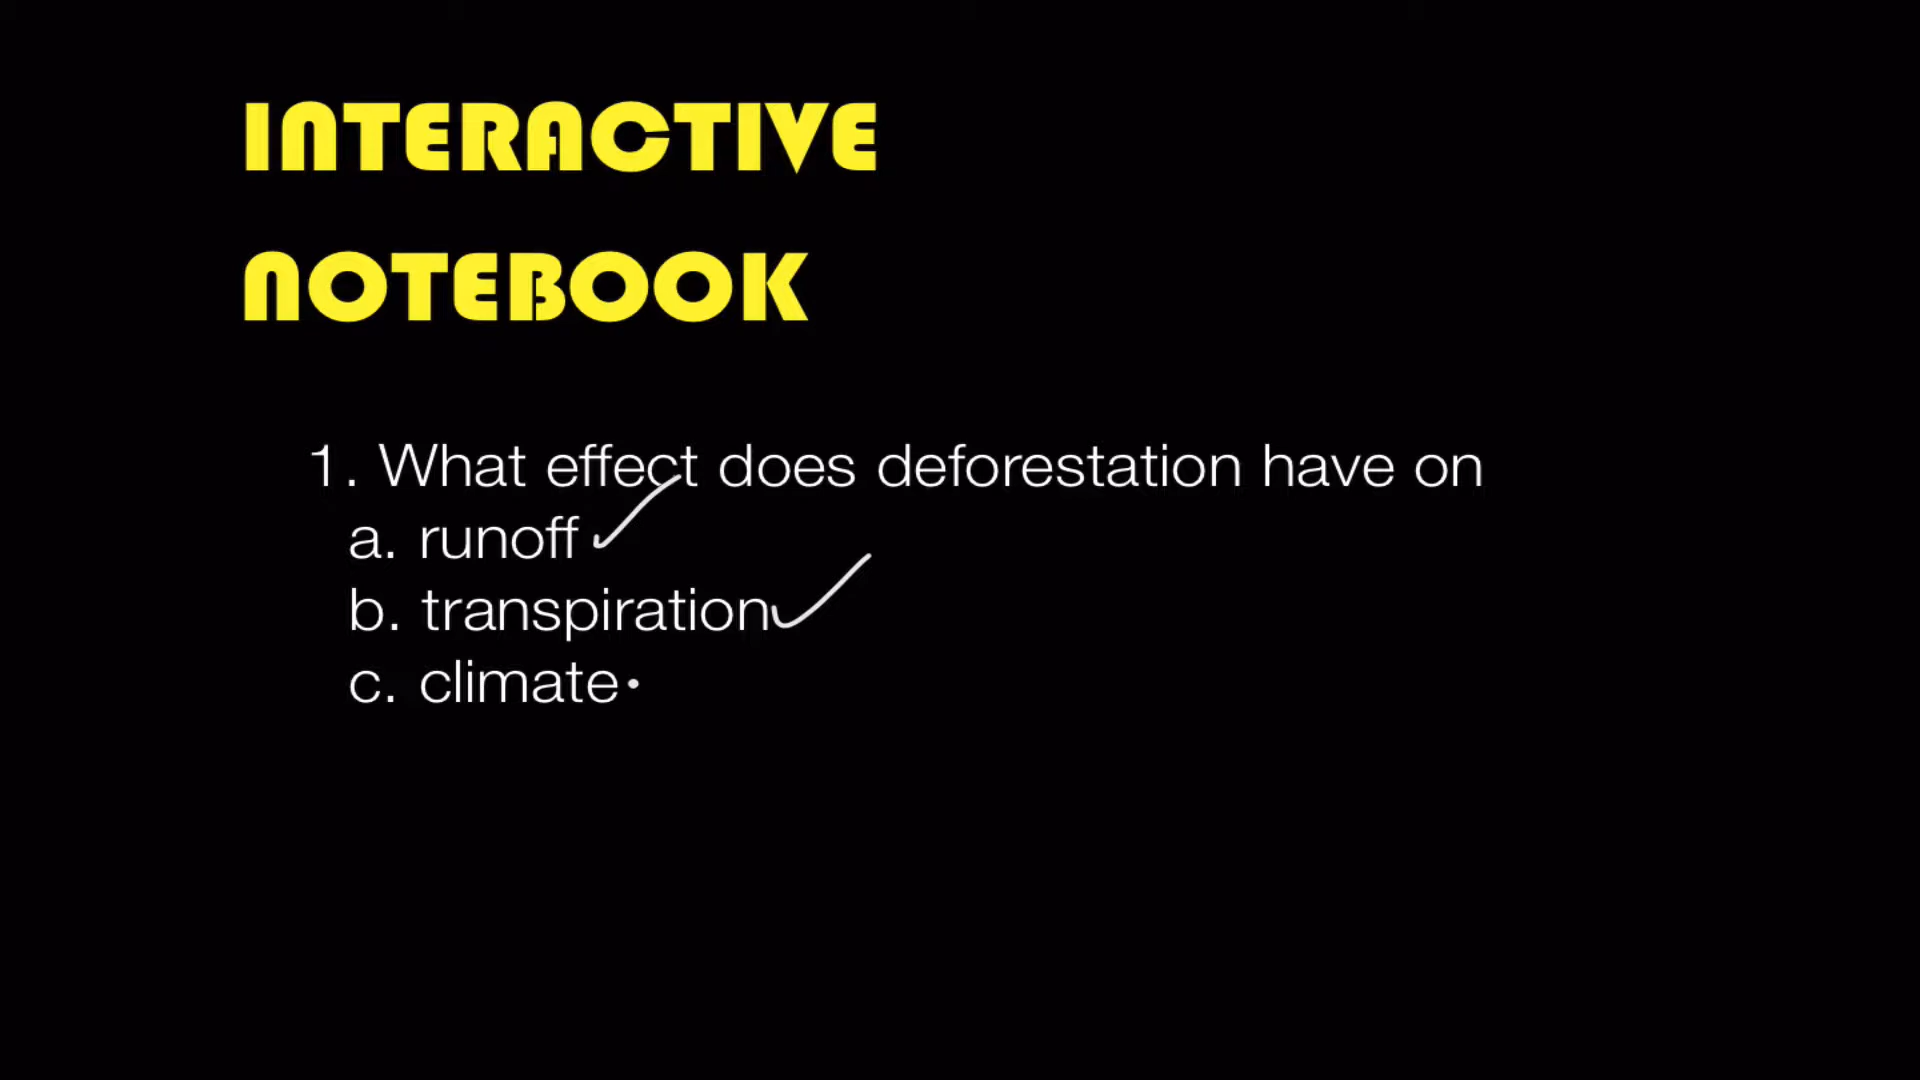 INTERACTIVE
NOTEBOOK
1. What effect does deforestation have on
a. runoff
b. transpiration
c. climate